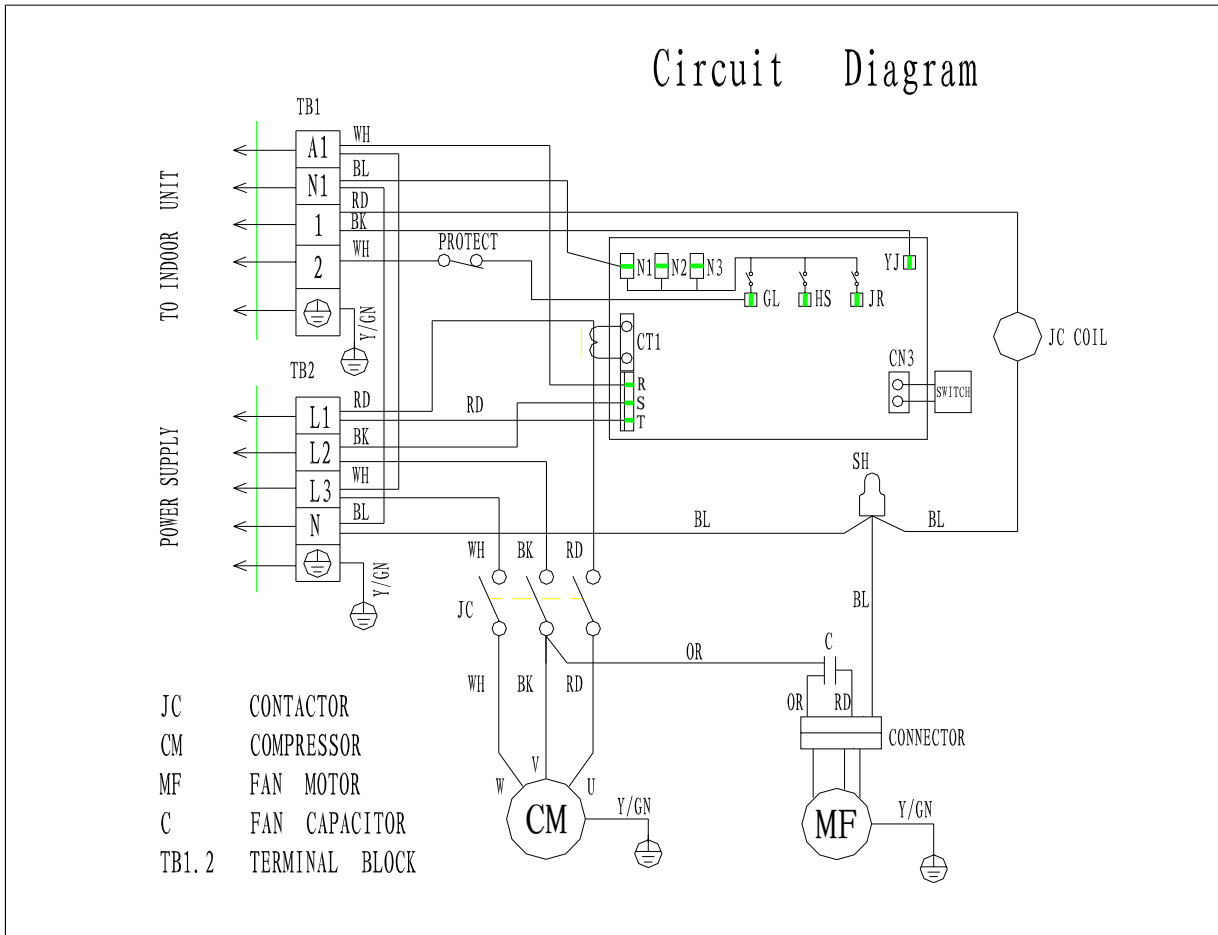 Circuit Diagram
TB1
TO INDOOR UNIT
A1
N1
1
2
WH
BL
RD
BK
WH
PROTECT
Y/GN
N1 N2 N3
GL HS JR
YJ
CT1
R
S
T
CN3
SWITCH
JC COIL
TB2
POWER SUPPLY
L1
L2
L3
N
RD
RD
BK
WH
BL
Y/GN
SH
BL
BL
BL
WH BK RD
JC
OR
C
WH BK RD
OR RD
CONNECTOR
W
V
U
CM
Y/GN
MF
Y/GN
JC CONTACTOR
CM COMPRESSOR
MF FAN MOTOR
C FAN CAPACITOR
TB1.2 TERMINAL BLOCK